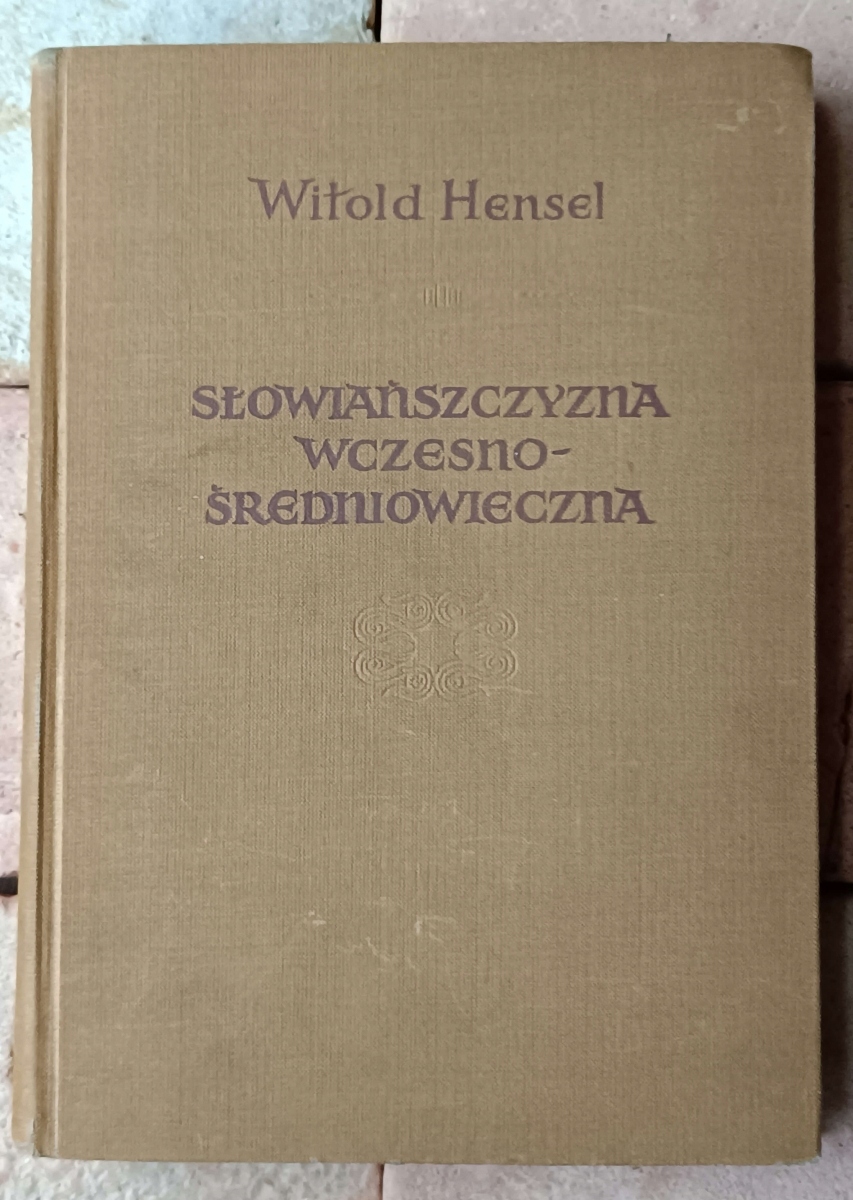 Witold Hensel
SŁOWIAŃSZCZYZNA
WCZESNO-
ŚREDNIOWIECZNA